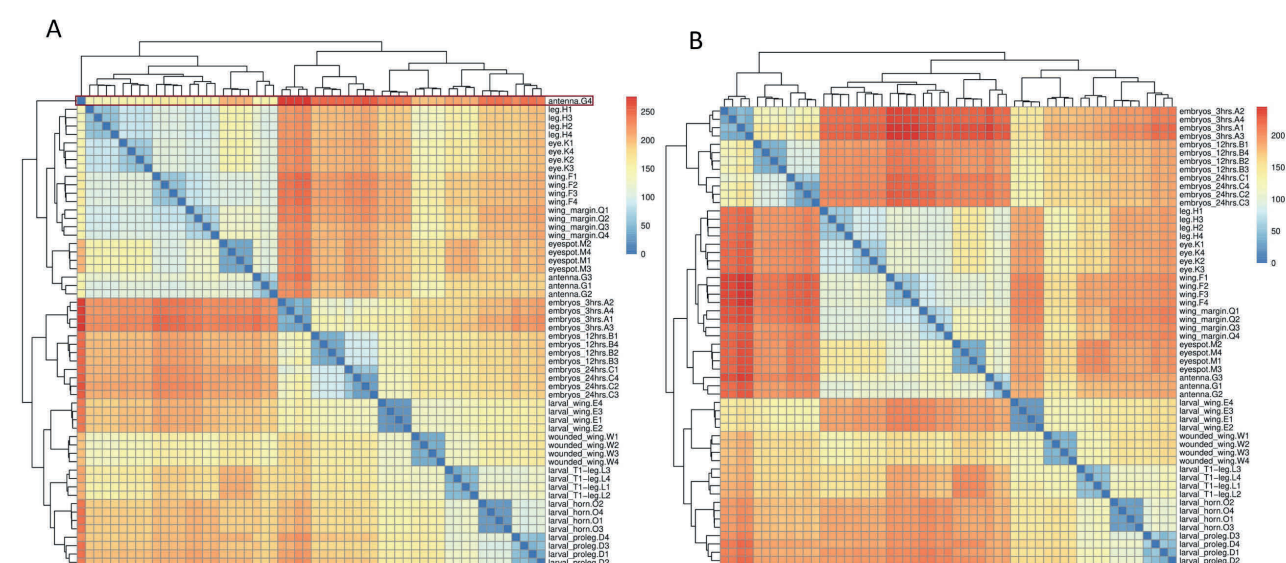 A
antenna.G4
leg.H1
leg.H3
leg.H2
leg.H4
eye.K1
eye.K4
eye.K2
eye.K3
wing.F1
wing.F2
wing.F3
wing.F4
wing_margin.Q1
wing_margin.Q2
wing_margin.Q3
wing_margin.Q4
eyespot.M2
eyespot.M4
eyespot.M1
eyespot.M3
antenna.G3
antenna.G1
antenna.G2
embryos_3hrs.A2
embryos_3hrs.A4
embryos_3hrs.A1
embryos_3hrs.A3
embryos_12hrs.B1
embryos_12hrs.B4
embryos_12hrs.B2
embryos_12hrs.B3
embryos_24hrs.C1
embryos_24hrs.C4
embryos_24hrs.C2
embryos_24hrs.C3
larval_wing.E4
larval_wing.E3
larval_wing.E1
larval_wing.E2
wounded_wing.W1
wounded_wing.W2
wounded_wing.W3
wounded_wing.W4
larval_T1-leg.L3
larval_T1-leg.L4
larval_T1-leg.L1
larval_T1-leg.L2
larval_horn.O2
larval_horn.O4
larval_horn.O1
larval_horn.O3
larval_proleg.D4
larval_proleg.D3
larval_proleg.D1
larval_proleg.D2
250
200
150
100
50
0
B
embryos_3hrs.A2
embryos_3hrs.A4
embryos_3hrs.A1
embryos_3hrs.A3
embryos_12hrs.B1
embryos_12hrs.B4
embryos_12hrs.B2
embryos_12hrs.B3
embryos_24hrs.C1
embryos_24hrs.C4
embryos_24hrs.C2
embryos_24hrs.C3
leg.H1
leg.H3
leg.H2
leg.H4
eye.K1
eye.K4
eye.K2
eye.K3
wing.F1
wing.F2
wing.F3
wing.F4
wing_margin.Q1
wing_margin.Q2
wing_margin.Q3
wing_margin.Q4
eyespot.M2
eyespot.M4
eyespot.M1
eyespot.M3
antenna.G3
antenna.G1
antenna.G2
larval_wing.E4
larval_wing.E3
larval_wing.E1
larval_wing.E2
wounded_wing.W1
wounded_wing.W2
wounded_wing.W3
wounded_wing.W4
larval_T1-leg.L3
larval_T1-leg.L4
larval_T1-leg.L1
larval_T1-leg.L2
larval_horn.O2
larval_horn.O4
larval_horn.O1
larval_horn.O3
larval_proleg.D3
larval_proleg.D4
larval_proleg.D1
larval_proleg.D2
200
150
100
50
0